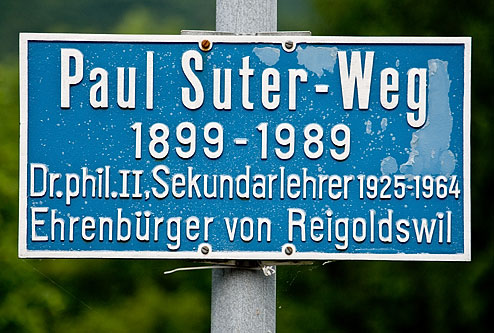 Paul Suter-Weg
1899-1989
Dr.phil.II,Sekundarlehrer 1925-1964
Ehrenbürger von Reigoldswil